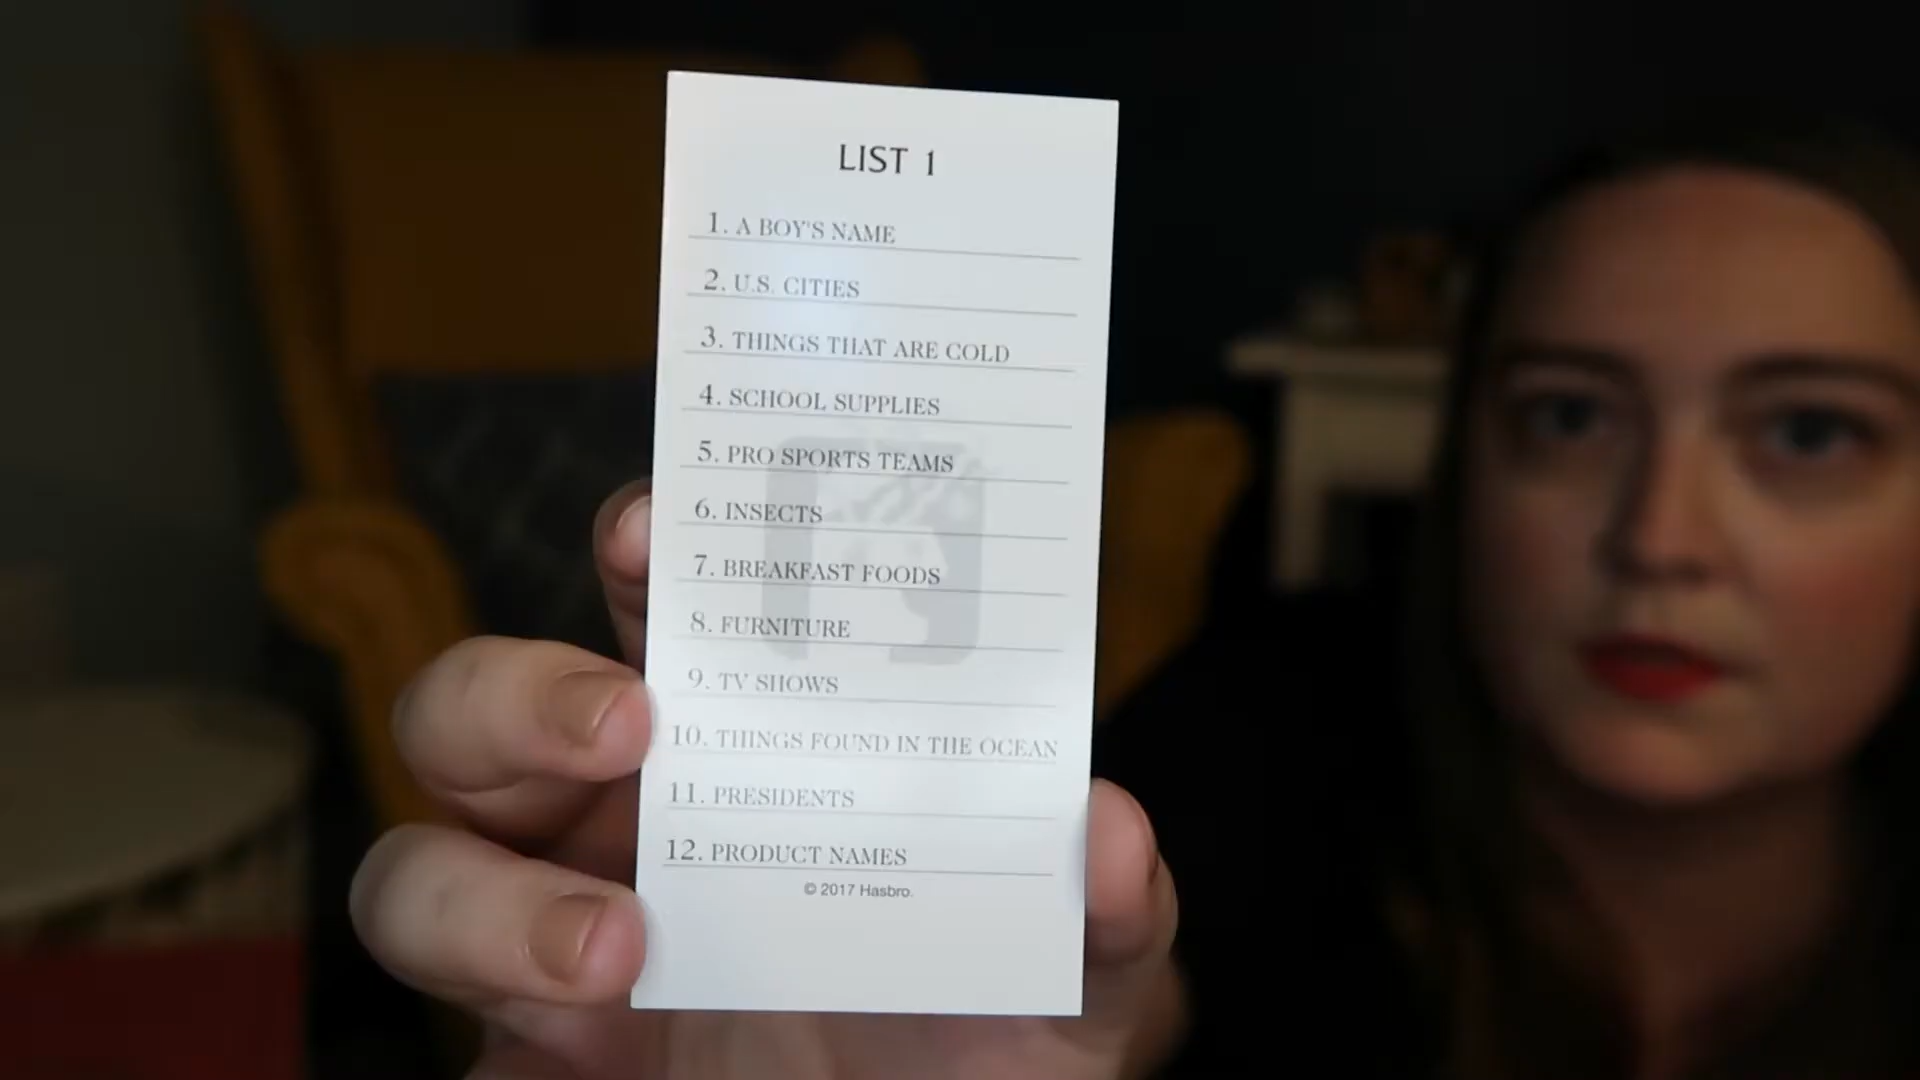 LIST 1
1. A BOY'S NAME
2. U.S. CITIES
3. THINGS THAT ARE COLD
4. SCHOOL SUPPLIES
5. PRO SPORTS TEAMS
6. INSECTS
7. BREAKFAST FOODS
8. FURNITURE
9. TV SHOWS
10. THINGS FOUND IN THE OCEAN
11. PRESIDENTS
12. PRODUCT NAMES
© 2017 Hasbro.